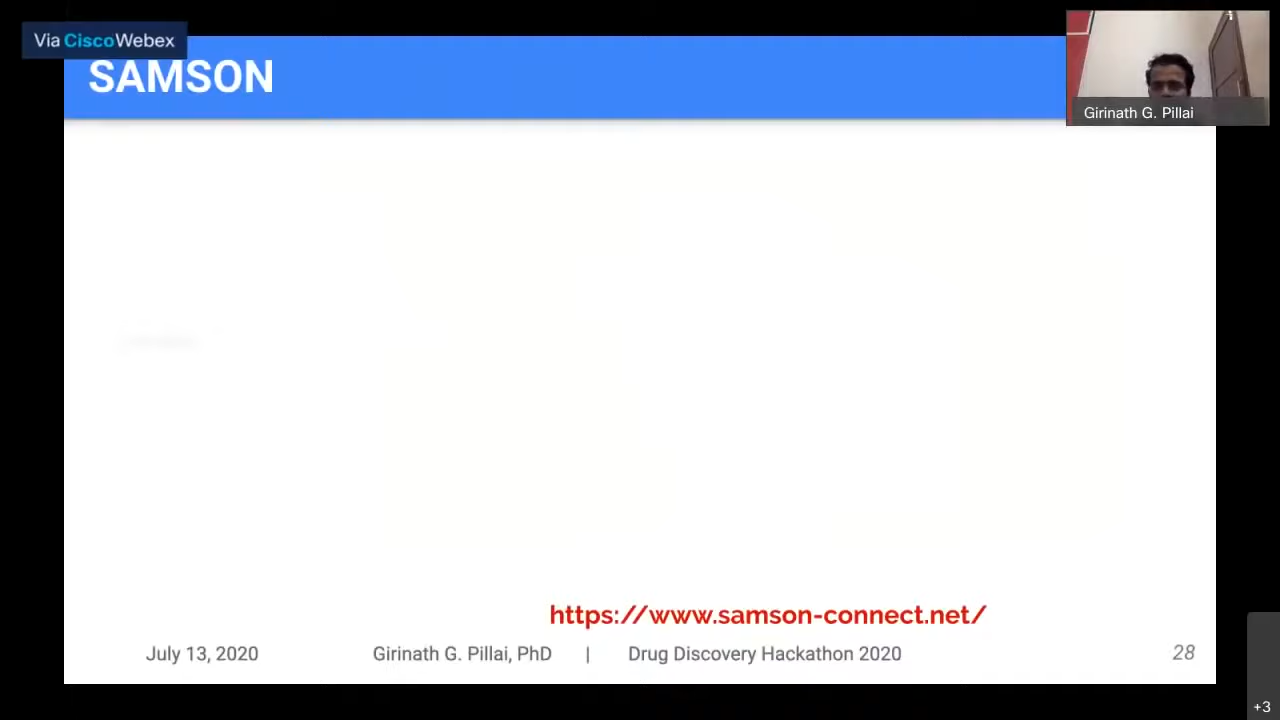 Via CiscoWebex
SAMSON
Girinath G. Pillai
https://www.samson-connect.net/
July 13, 2020 Girinath G. Pillai, PhD | Drug Discovery Hackathon 2020 28
+3